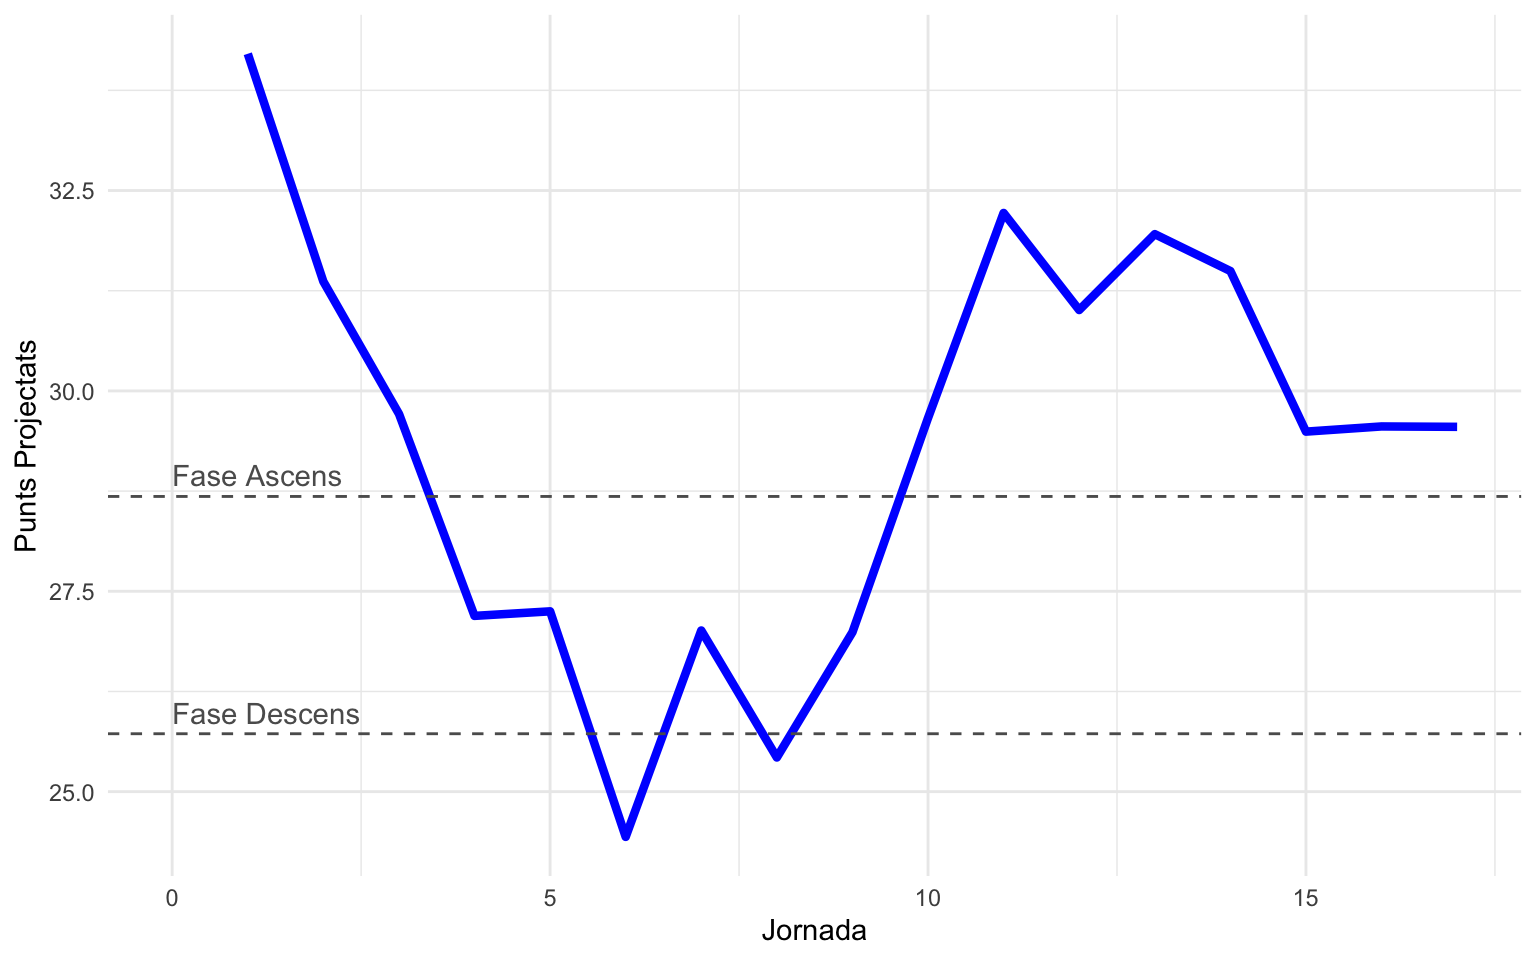 Punts Projectats
32.5
30.0
Fase Ascens
27.5
Fase Descens
25.0
0 5 10 15
Jornada